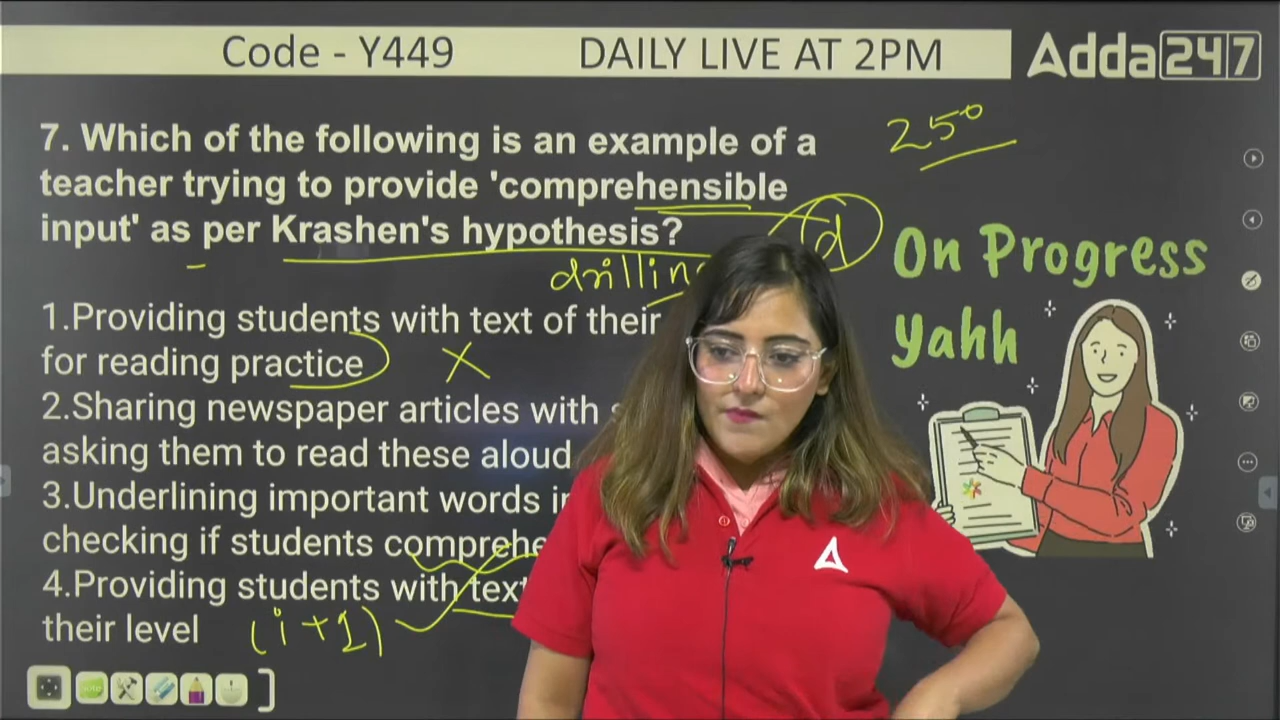 Code - Y449 DAILY LIVE AT 2PM Adda247
7. Which of the following is an example of a
250
teacher trying to provide 'comprehensible
input' as per Krashen's hypothesis?
d
On Progress
Yahh
drilling
1.Providing students with text of their
for reading practice
2.Sharing newspaper articles with
asking them to read these aloud
3.Underlining important words
checking if students
4.Providing students with
their level (i+1)